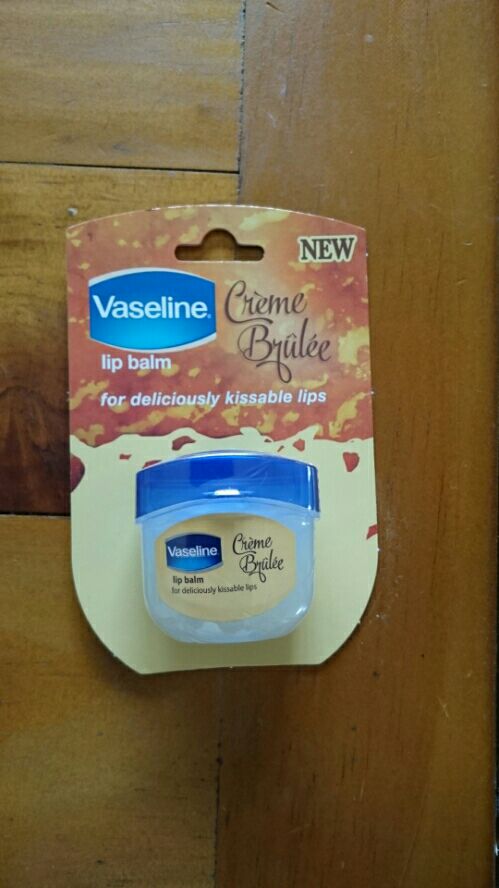 NEW
Vaseline®
Crème
Brûlée
lip balm
for deliciously kissable lips
Vaseline
Crème
Brûlée
lip balm
for deliciously kissable lips